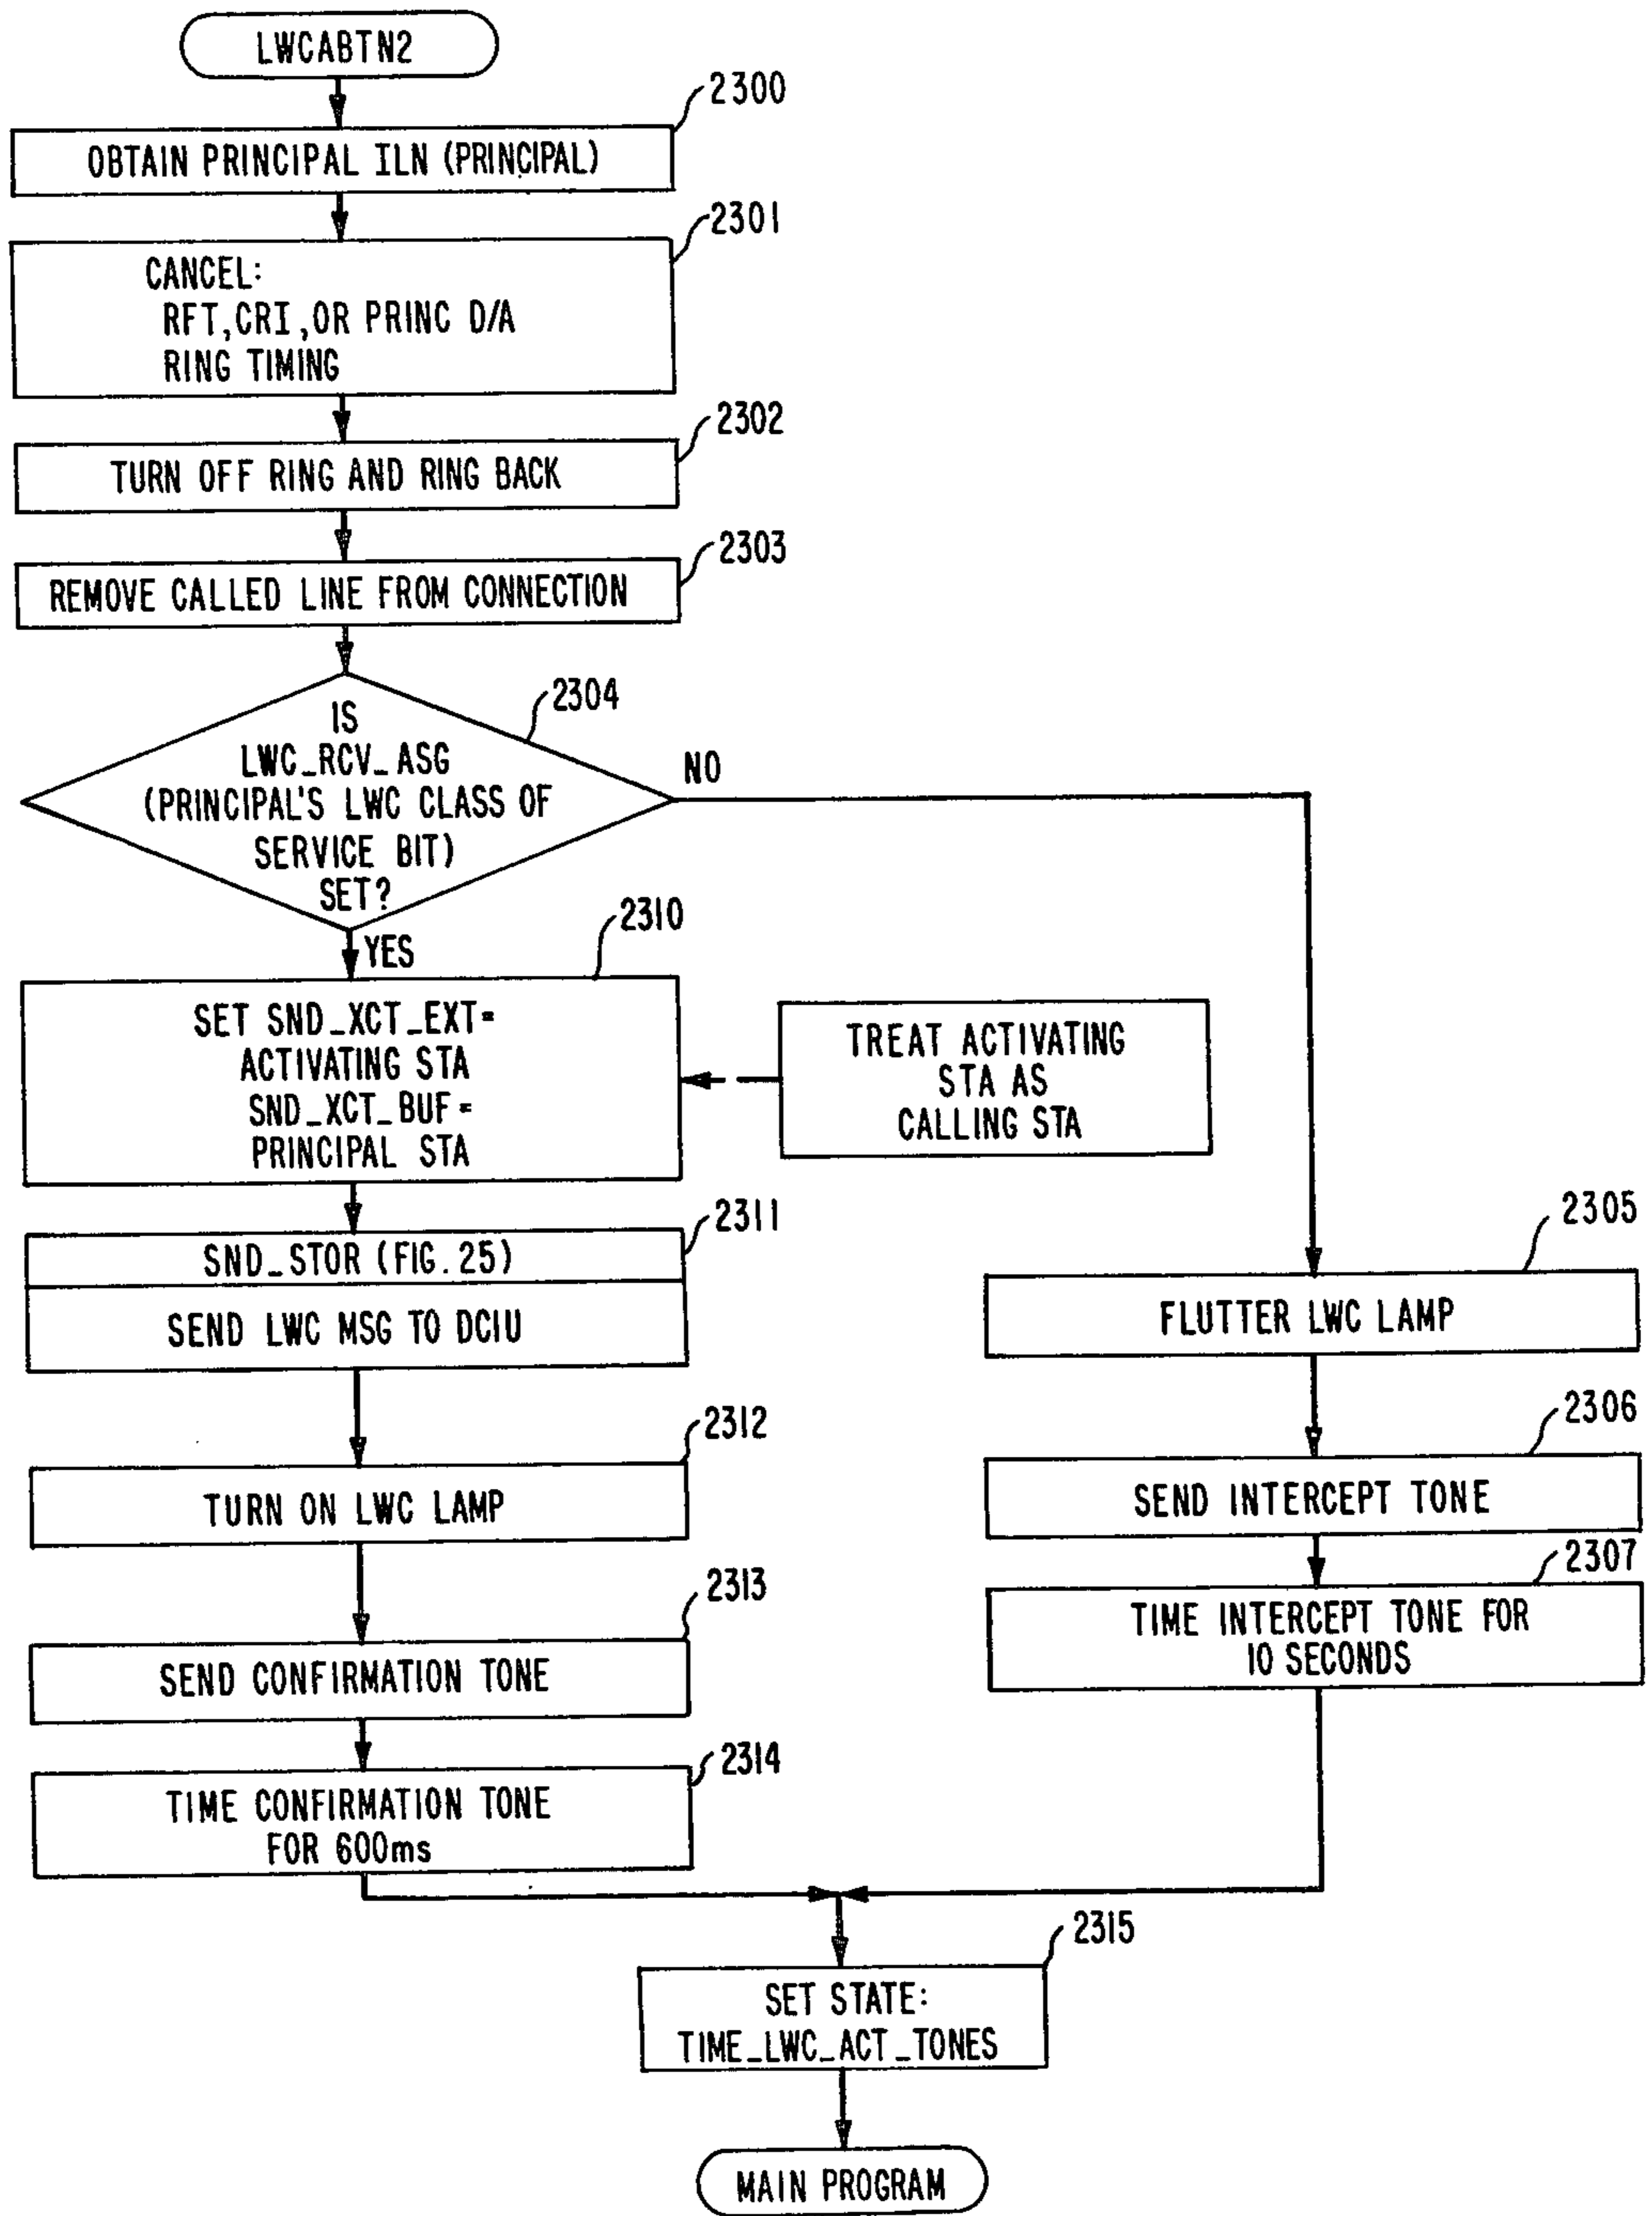 LWCABTN2
2300
OBTAIN PRINCIPAL ILN (PRINCIPAL)
2301
CANCEL:
RFT, CRI, OR PRINC D/A
RING TIMING
2302
TURN OFF RING AND RING BACK
2303
REMOVE CALLED LINE FROM CONNECTION
2304
IS
LWC_RCV_ASG
(PRINCIPAL'S LWC CLASS OF
SERVICE BIT)
SET?
NO
YES
2310
SET SND_XCT_EXT=
ACTIVATING STA
SND_XCT_BUF=
PRINCIPAL STA
TREAT ACTIVATING
STA AS
CALLING STA
2311
SND_STOR (FIG. 25)
SEND LWC MSG TO DCIU
2312
TURN ON LWC LAMP
2313
SEND CONFIRMATION TONE
2314
TIME CONFIRMATION TONE
FOR 600ms
2305
FLUTTER LWC LAMP
2306
SEND INTERCEPT TONE
2307
TIME INTERCEPT TONE FOR
10 SECONDS
2315
SET STATE:
TIME_LWC_ACT_TONES
MAIN PROGRAM